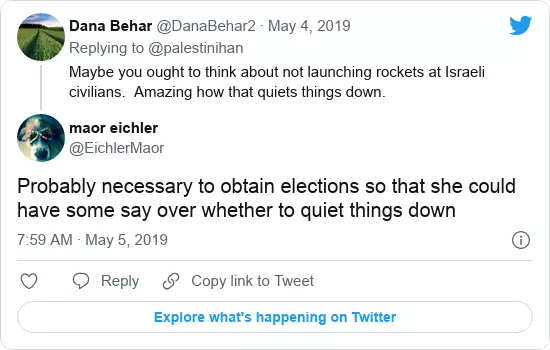 Dana Behar @DanaBehar2 · May 4, 2019
Replying to @palestinihan
Maybe you ought to think about not launching rockets at Israeli
civilians.  Amazing how that quiets things down.
maor eichler
@EichlerMaor
Probably necessary to obtain elections so that she could
have some say over whether to quiet things down
7:59 AM · May 5, 2019
Reply
Copy link to Tweet
Explore what's happening on Twitter